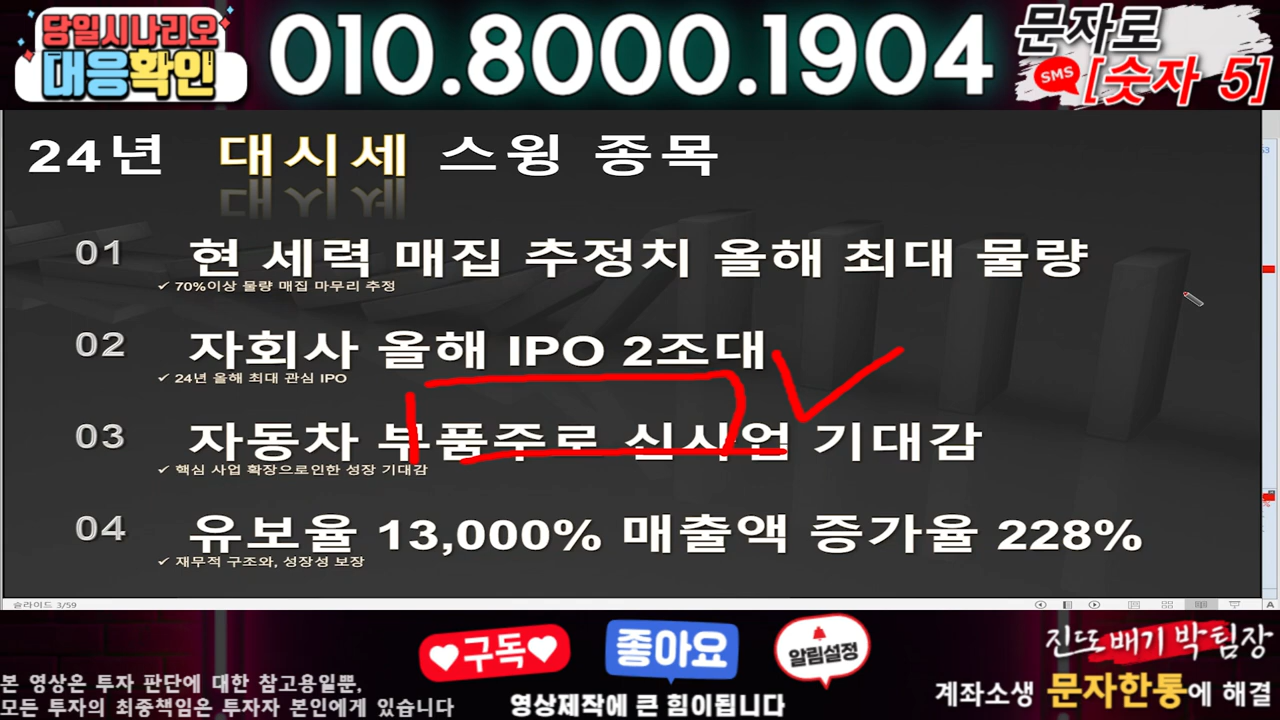 당일시나리오
대응확인
010.8000.1904
문자로
SMS [숫자 5]
24년 대시세 스윙 종목
01 현 세력 매집 추정치 올해 최대 물량
✓ 70%이상 물량 매집 마무리 추정
02 자회사 올해 IPO 2조대
✓ 24년 올해 최대 관심 IPO
03 자동차 부품주로 신사업 기대감
✓ 핵심 사업 확장으로인한 성장 기대감
04 유보율 13,000% 매출액 증가율 228%
✓ 재무적 구조와, 성장성 보장
슬라이드 3/59
구독
좋아요
알림설정
영상제작에 큰 힘이됩니다
본 영상은 투자 판단에 대한 참고용일뿐,
모든 투자의 최종책임은 투자자 본인에게 있습니다
진또배기 박팀장
계좌소생 문자한통에 해결